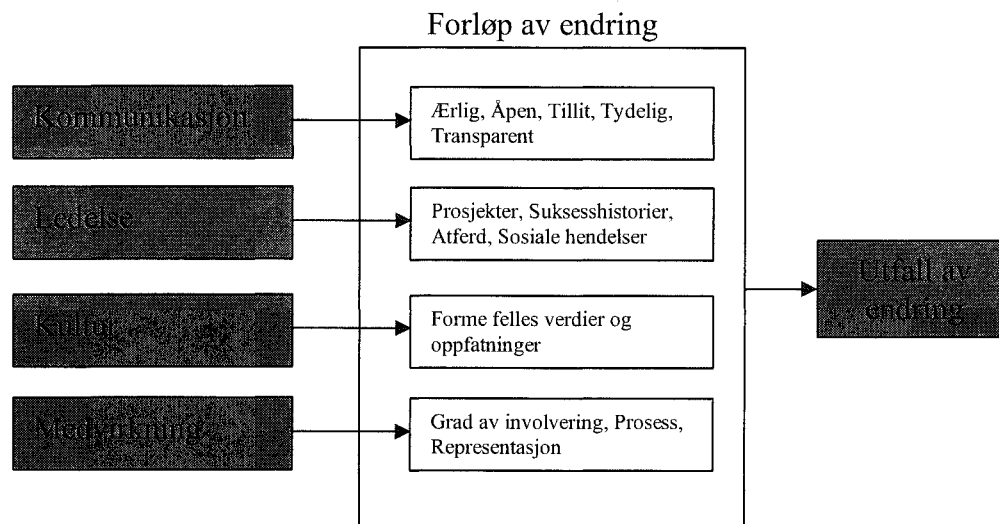 Forløp av endring
Kommunikasjon
Ærlig, Åpen, Tillit, Tydelig,
Transparent
Ledelse
Prosjekter, Suksesshistorier,
Atferd, Sosiale hendelser
Kultur
Forme felles verdier og
oppfatninger
Medvirkning
Grad av involvering, Prosess,
Representasjon
Utfall av
endring